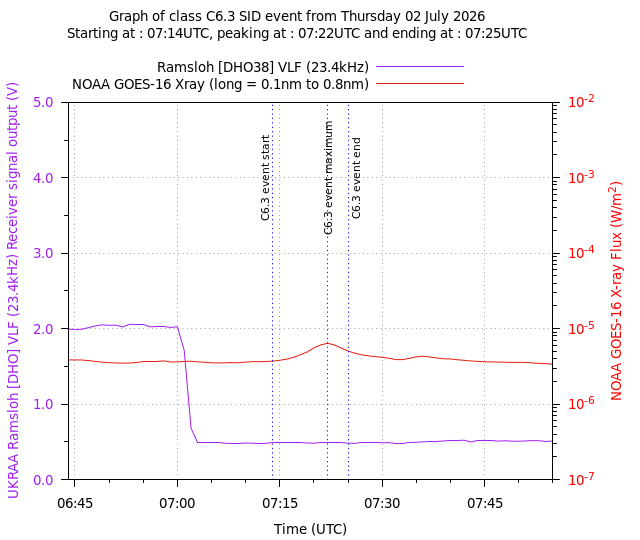 Graph of class C6.3 SID event from Thursday 02 July 2026
Starting at : 07:14UTC, peaking at : 07:22UTC and ending at : 07:25UTC
Ramsloh [DHO38] VLF (23.4kHz)
NOAA GOES-16 Xray (long = 0.1nm to 0.8nm)
UKRAA Ramsloh [DHO] VLF (23.4kHz) Receiver signal output (V)
5.0
4.0
3.0
2.0
1.0
0.0
C6.3 event start
C6.3 event maximum
C6.3 event end
10-2
10-3
10-4
10-5
10-6
10-7
NOAA GOES-16 X-ray Flux (W/m2)
06:45 07:00 07:15 07:30 07:45
Time (UTC)